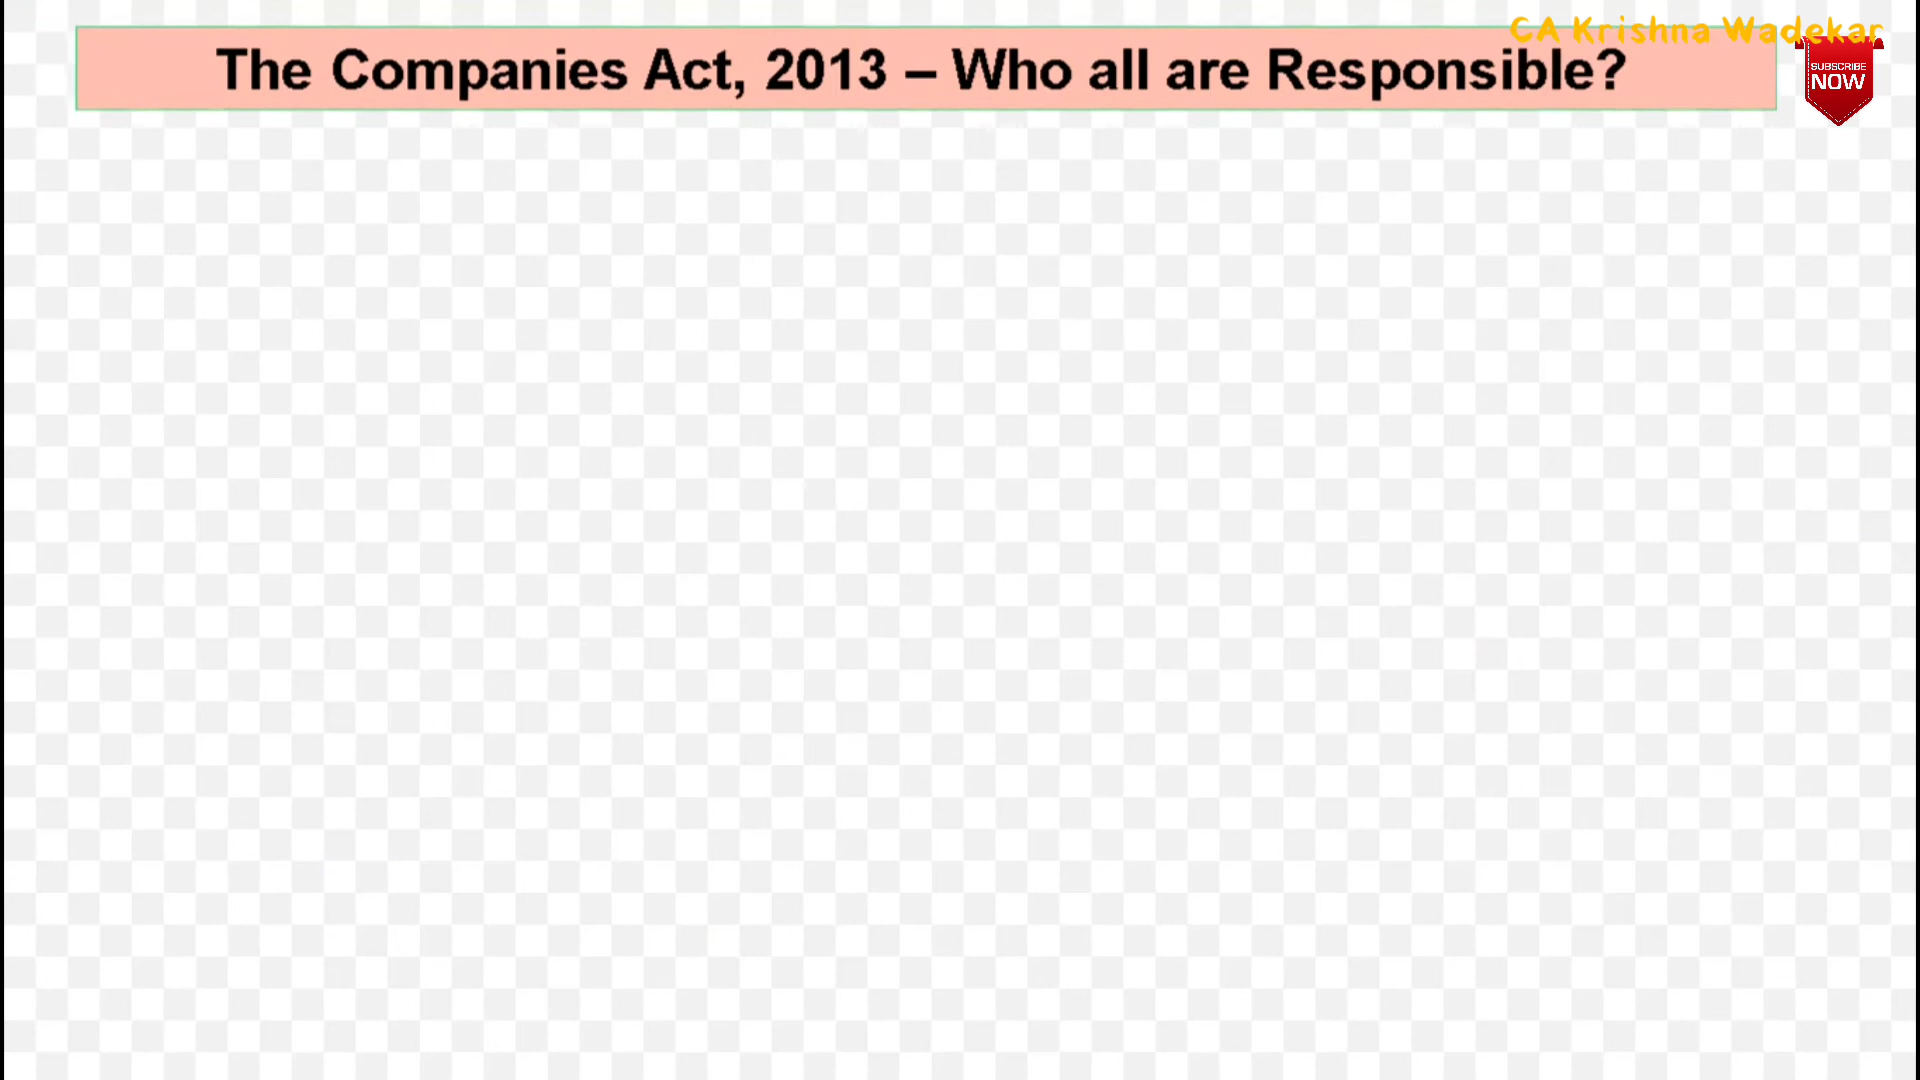 CA Krishna Wadekar
The Companies Act, 2013 – Who all are Responsible?
SUBSCRIBE
NOW